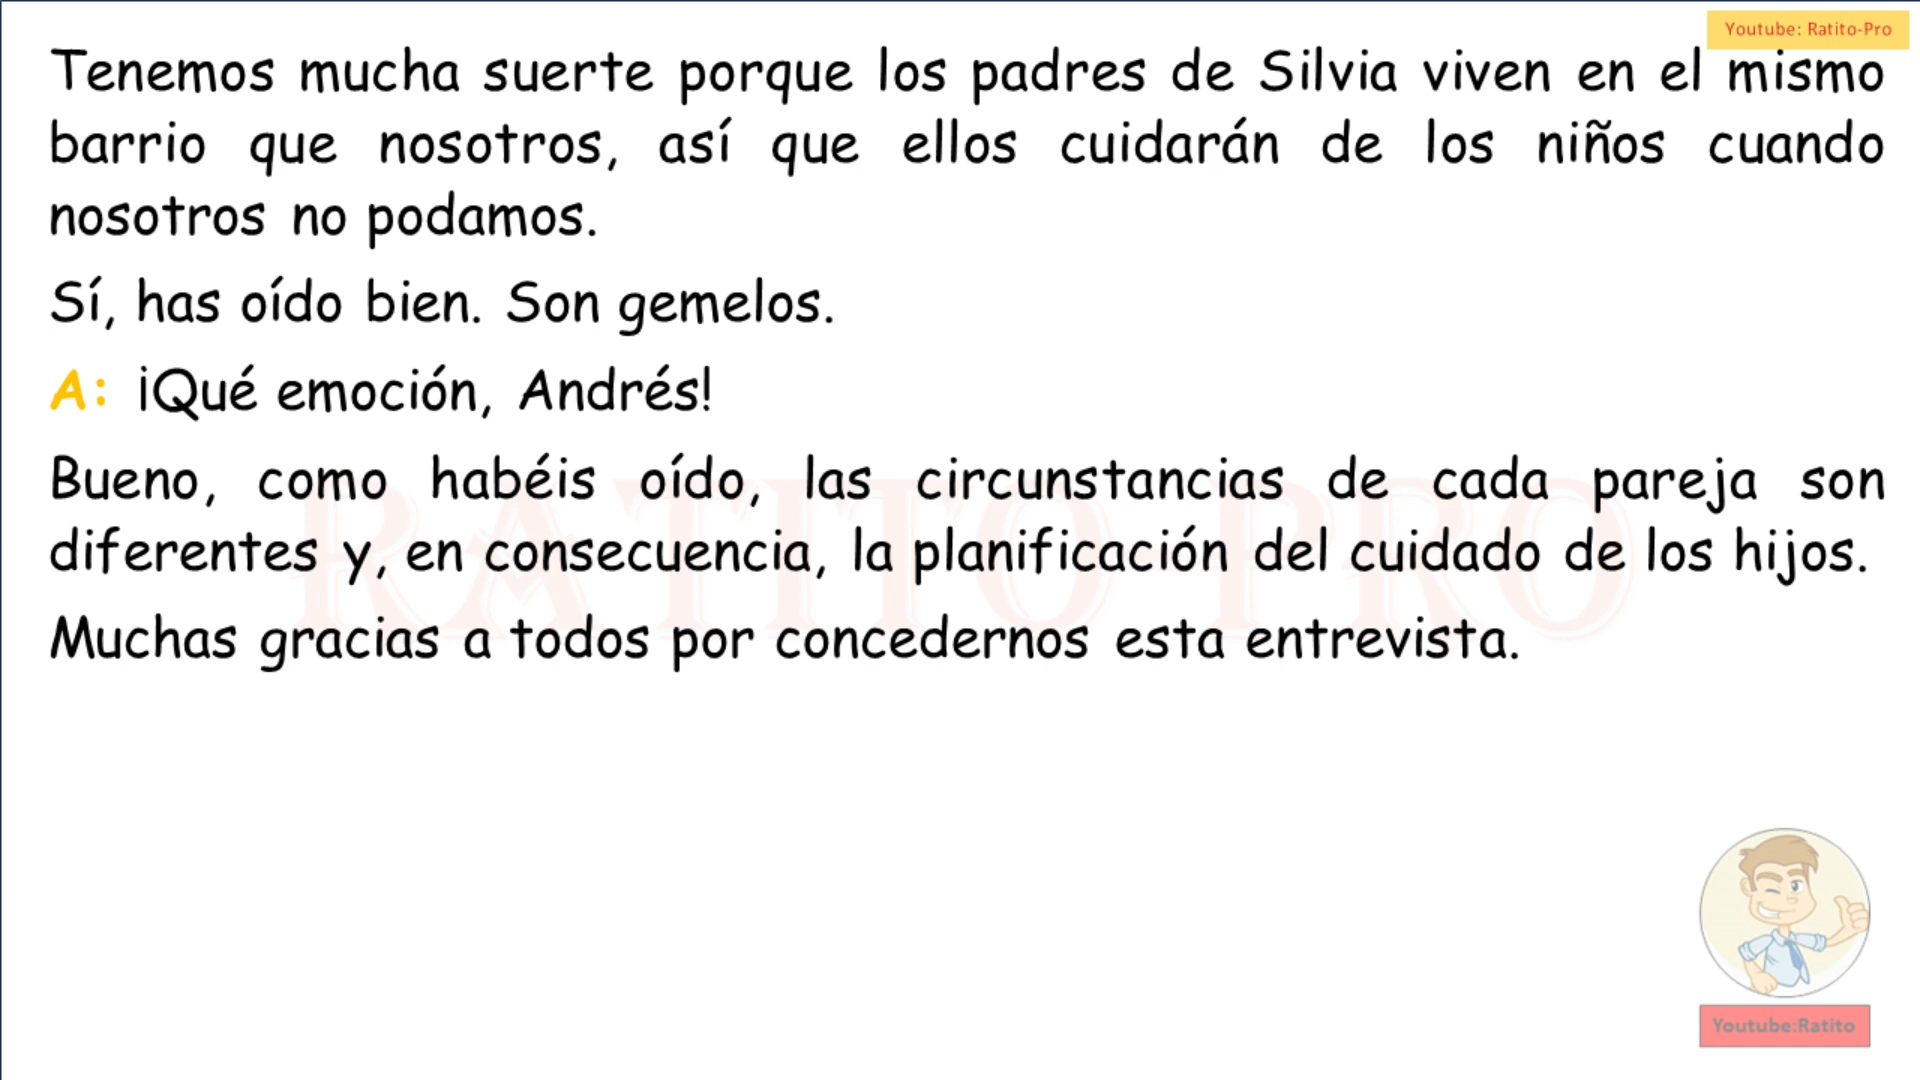 Youtube: Ratito-Pro
Tenemos mucha suerte porque los padres de Silvia viven en el mismo
barrio que nosotros, así que ellos cuidarán de los niños cuando
nosotros no podamos.
Sí, has oído bien. Son gemelos.
A: ¡Qué emoción, Andrés!
Bueno, como habéis oído, las circunstancias de cada pareja son
diferentes y, en consecuencia, la planificación del cuidado de los hijos.
RATITO PRO
Muchas gracias a todos por concedernos esta entrevista.
Youtube:Ratito